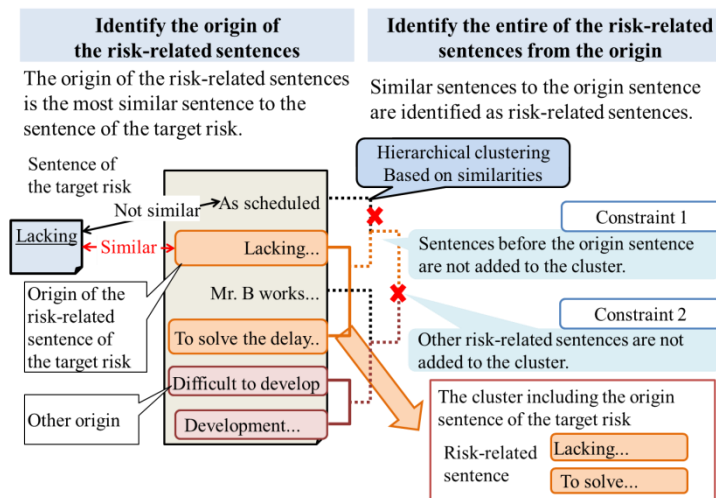 Identify the origin of
the risk-related sentences
The origin of the risk-related sentences
is the most similar sentence to the
sentence of the target risk.
Sentence of
the target risk
Not similar
Lacking
Similar
As scheduled
Lacking...
Mr. B works...
To solve the delay..
Difficult to develop
Development...
Origin of the
risk-related
sentence of
the target risk
Other origin
Identify the entire of the risk-related
sentences from the origin
Similar sentences to the origin sentence
are identified as risk-related sentences.
Hierarchical clustering
Based on similarities
Constraint 1
Sentences before the origin sentence
are not added to the cluster.
Constraint 2
Other risk-related sentences are not
added to the cluster.
The cluster including the origin
sentence of the target risk
Risk-related
sentence
Lacking...
To solve...